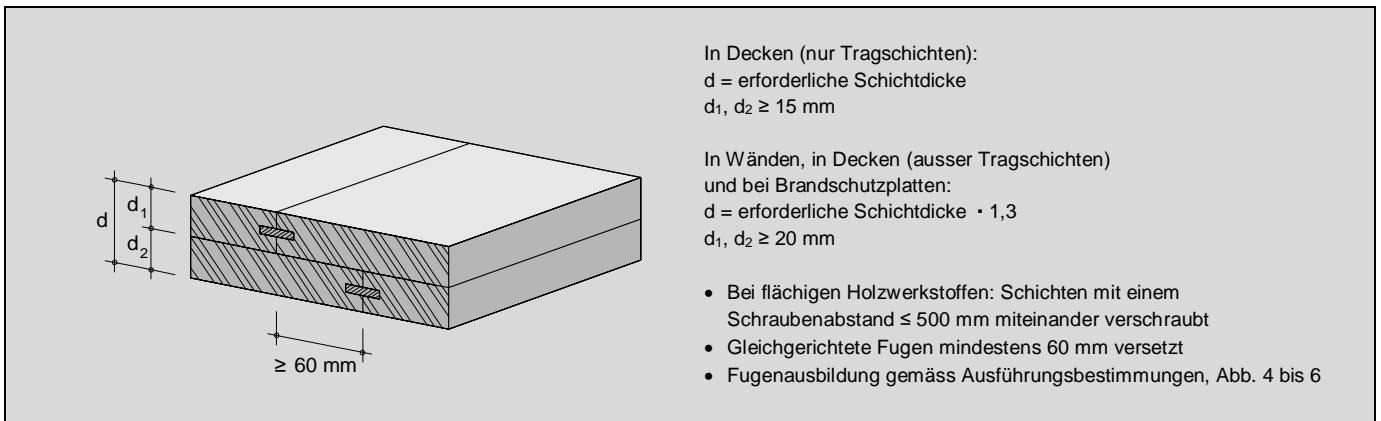 In Decken (nur Tragschichten):
d = erforderliche Schichtdicke
d₁, d₂ ≥ 15 mm
In Wänden, in Decken (ausser Tragschichten)
und bei Brandschutzplatten:
d = erforderliche Schichtdicke · 1,3
d₁, d₂ ≥ 20 mm
• Bei flächigen Holzwerkstoffen: Schichten mit einem
Schraubenabstand ≤ 500 mm miteinander verschraubt
• Gleichgerichtete Fugen mindestens 60 mm versetzt
• Fugenausbildung gemäss Ausführungsbestimmungen, Abb. 4 bis 6
d
d₁
d₂
≥ 60 mm